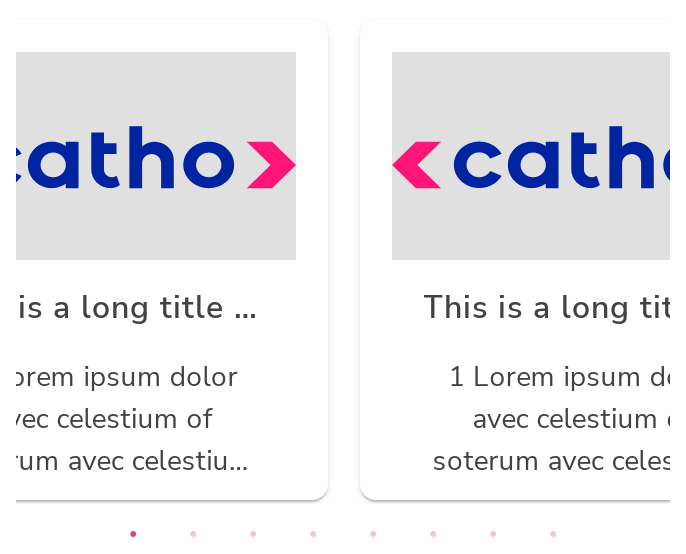 catho
is a long title ...
orem ipsum dolor
vec celestium of
rum avec celestiu...
catho
This is a long tit
1 Lorem ipsum do
avec celestium
soterum avec celes